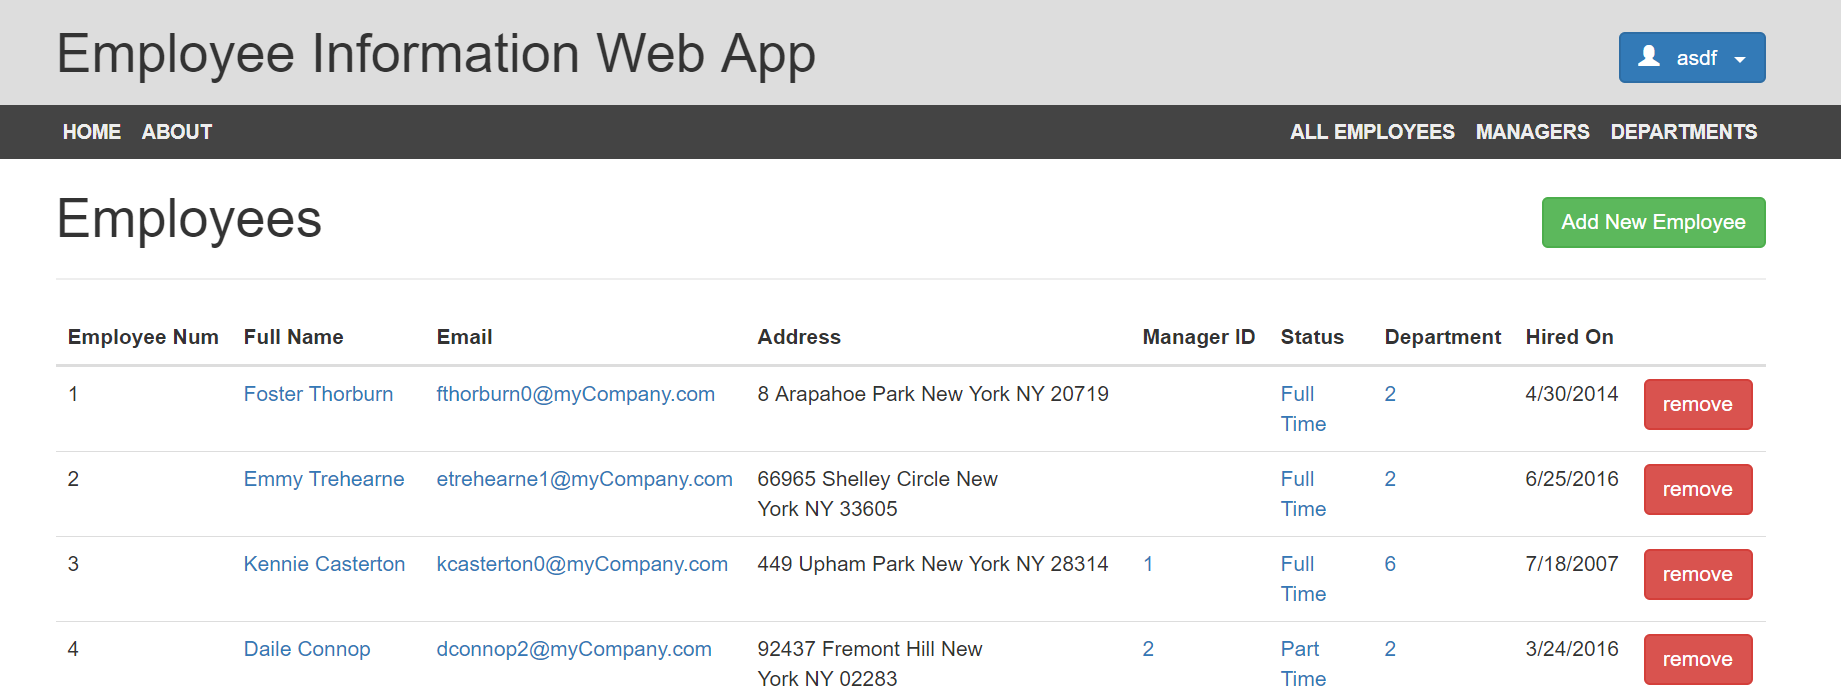 Employee Information Web App
asdf
HOME ABOUT ALL EMPLOYEES MANAGERS DEPARTMENTS
Employees
Add New Employee
Employee Num Full Name Email Address Manager ID Status Department Hired On
1 Foster Thorburn fthorburn0@myCompany.com 8 Arapahoe Park New York NY 20719 Full 2 4/30/2014 remove
Time
2 Emmy Trehearne etrehearne1@myCompany.com 66965 Shelley Circle New Full 2 6/25/2016 remove
York NY 33605 Time
3 Kennie Casterton kcasterton0@myCompany.com 449 Upham Park New York NY 28314 1 Full 6 7/18/2007 remove
Time
4 Daile Connop dconnop2@myCompany.com 92437 Fremont Hill New 2 Part 2 3/24/2016 remove
York NY 02283 Time